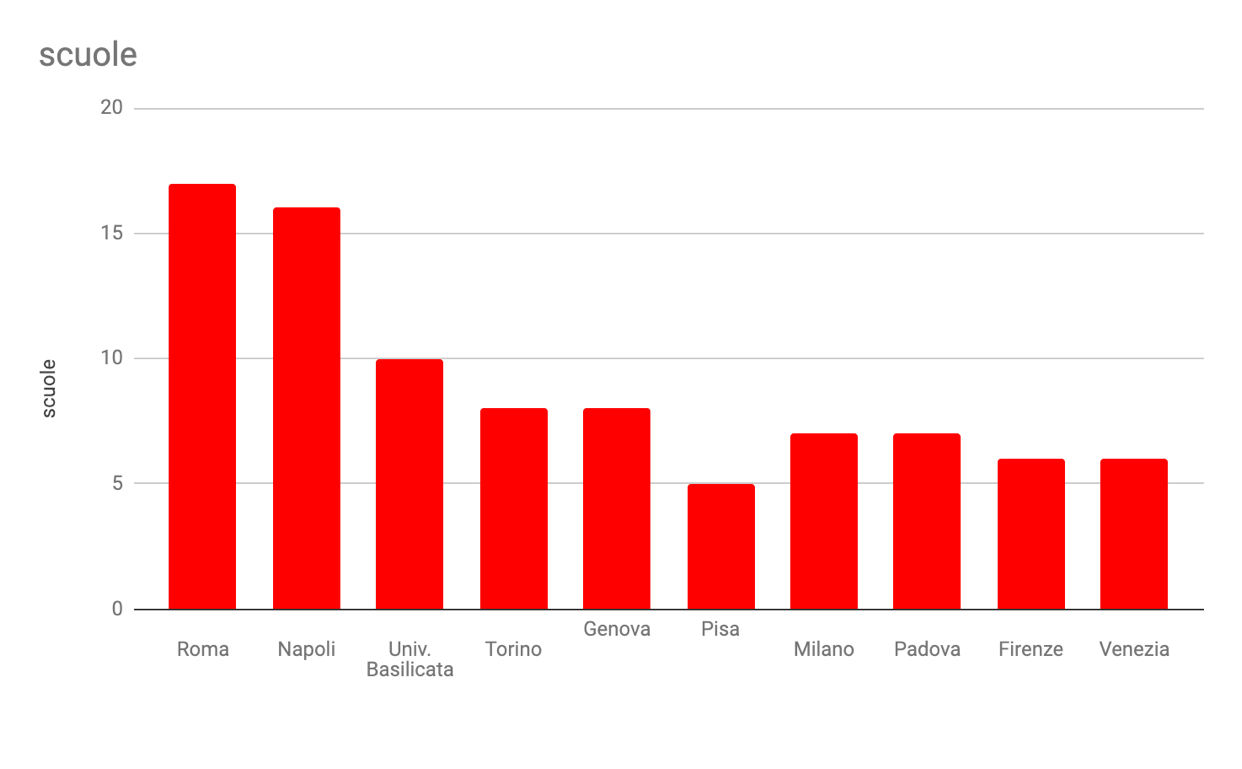 scuole
20
15
10
5
0
scuole
Genova Pisa
Roma Napoli Univ. Torino Milano Padova Firenze Venezia
Basilicata